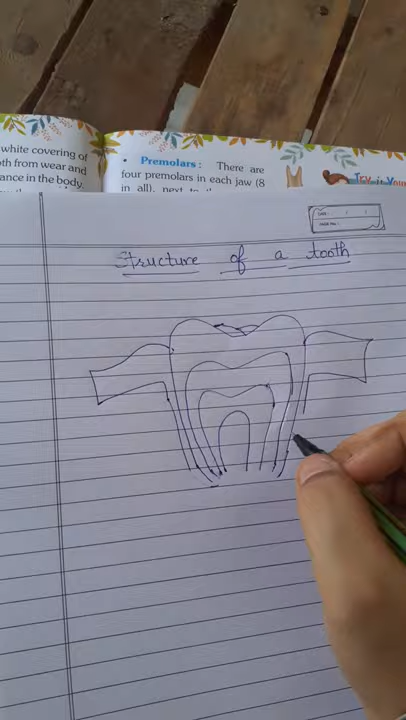 white covering of
oth from wear and
ance in the body.
• Premolars : There are
four premolars in each jaw (8
in all), next to
Structure of a tooth